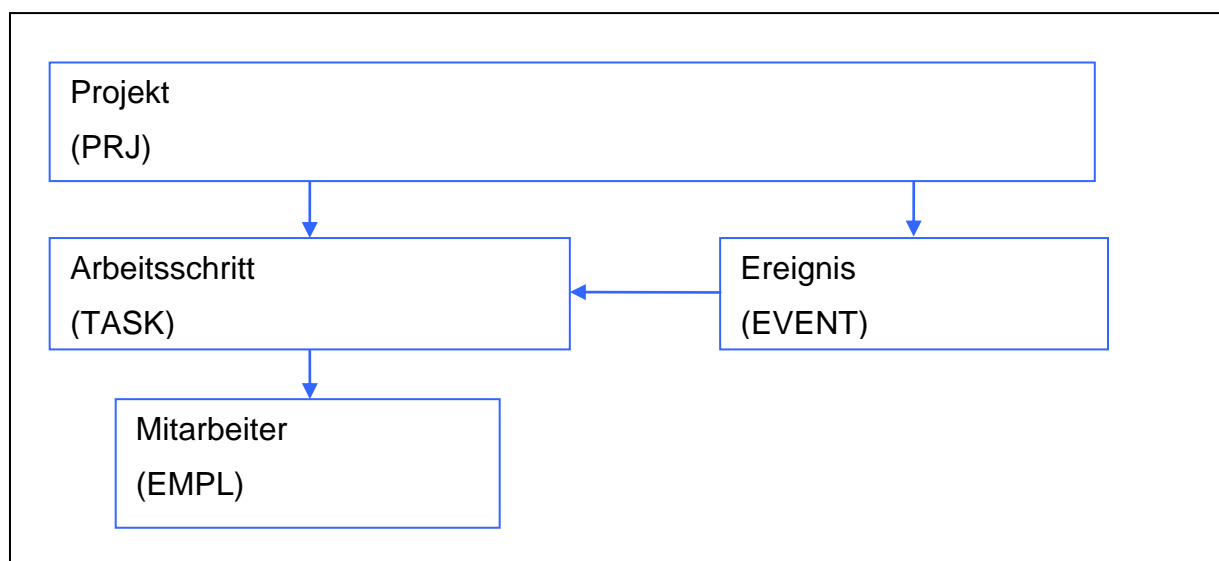 Projekt
(PRJ)
Arbeitsschritt
(TASK)
Ereignis
(EVENT)
Mitarbeiter
(EMPL)